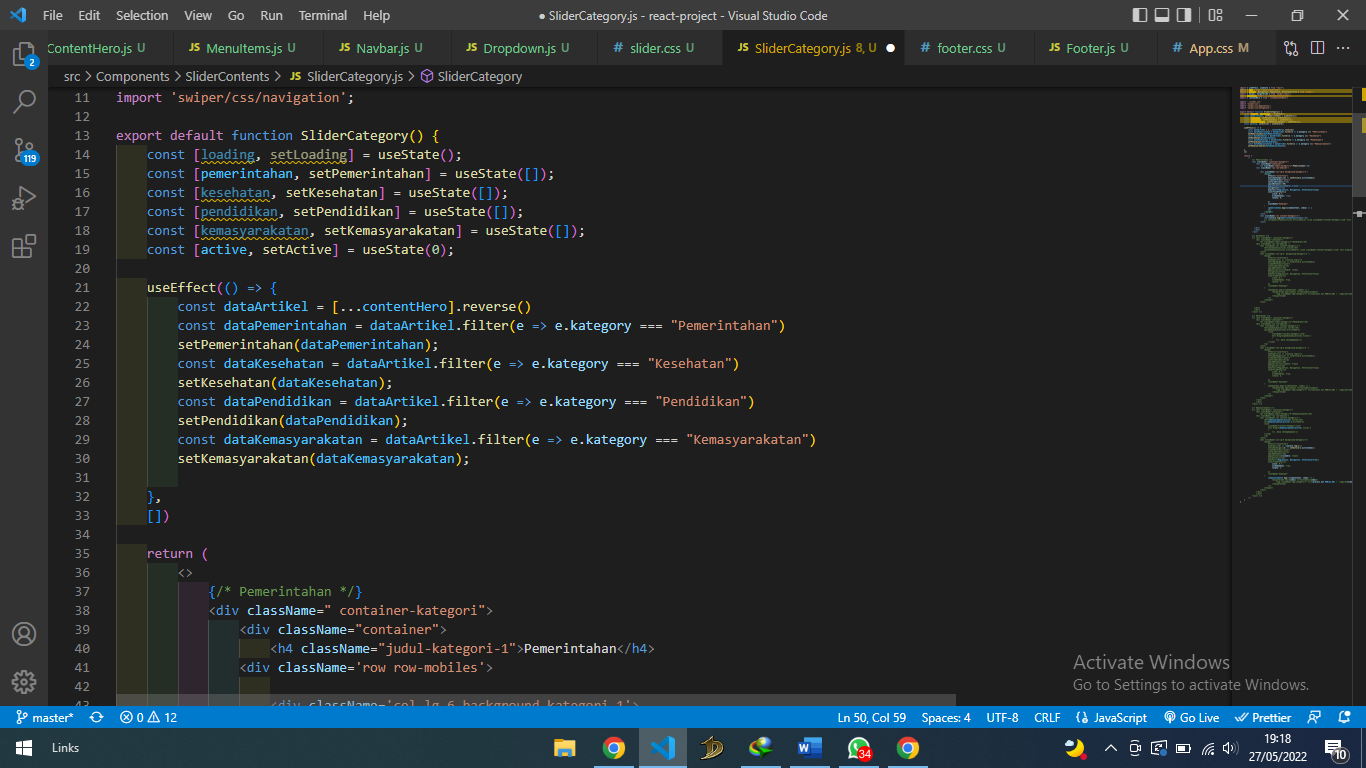 File Edit Selection View Go Run Terminal Help ● SliderCategory.js - react-project - Visual Studio Code
ContentHero.js U JS MenuItems.js U JS Navbar.js U JS Dropdown.js U # slider.css U JS SliderCategory.js 8, U ● # footer.css U JS Footer.js U # App.css M ...
src > Components > SliderContents > JS SliderCategory.js > SliderCategory
11 import 'swiper/css/navigation';
12
13 export default function SliderCategory() {
14 const [loading, setLoading] = useState();
15 const [pemerintahan, setPemerintahan] = useState([]);
16 const [kesehatan, setKesehatan] = useState([]);
17 const [pendidikan, setPendidikan] = useState([]);
18 const [kemasyarakatan, setKemasyarakatan] = useState([]);
19 const [active, setActive] = useState(0);
20
21 useEffect(() => {
22 const dataArtikel = [...contentHero].reverse()
23 const dataPemerintahan = dataArtikel.filter(e => e.kategory === "Pemerintahan")
24 setPemerintahan(dataPemerintahan);
25 const dataKesehatan = dataArtikel.filter(e => e.kategory === "Kesehatan")
26 setKesehatan(dataKesehatan);
27 const dataPendidikan = dataArtikel.filter(e => e.kategory === "Pendidikan")
28 setPendidikan(dataPendidikan);
29 const dataKemasyarakatan = dataArtikel.filter(e => e.kategory === "Kemasyarakatan")
30 setKemasyarakatan(dataKemasyarakatan);
31
32 },
33 [])
34
35 return (
36 <>
37 {/* Pemerintahan */}
38 <div className=" container-kategori">
39 <div className="container">
40 <h4 className="judul-kategori-1">Pemerintahan</h4>
41 <div className='row row-mobiles'>
42
43 <div className='col-lg-6 background-kategori-1'>
2
119
Activate Windows
Go to Settings to activate Windows.
master* 0 12 Ln 50, Col 59 Spaces: 4 UTF-8 CRLF JavaScript Go Live Prettier
Links 34 19:18
27/05/2022 10